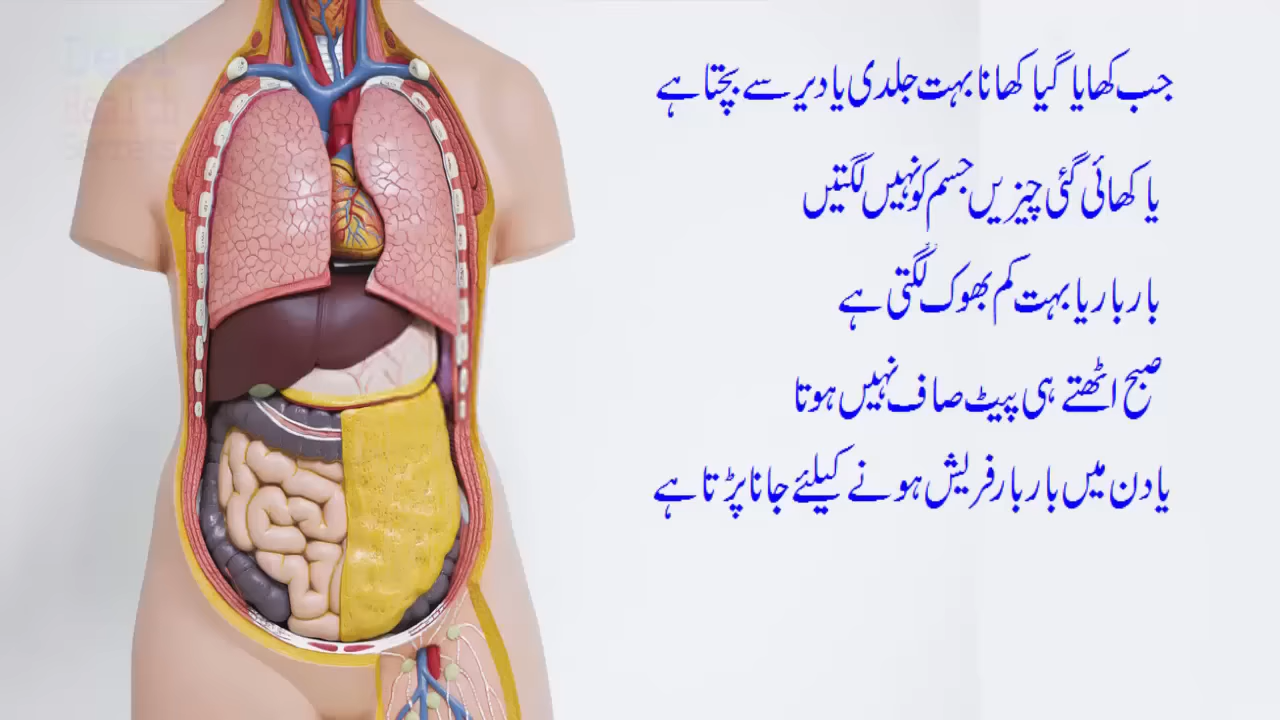 جب کھایا گیا کھانا بہت جلدی یا دیر سے پچتا ہے
یا کھائی گئی چیزیں جسم کو نہیں لگتیں
بار بار یا بہت کم بھوک لگتی ہے
صبح اٹھتے ہی پیٹ صاف نہیں ہوتا
یا دن میں بار بار فریش ہونے کیلئے جانا پڑتا ہے